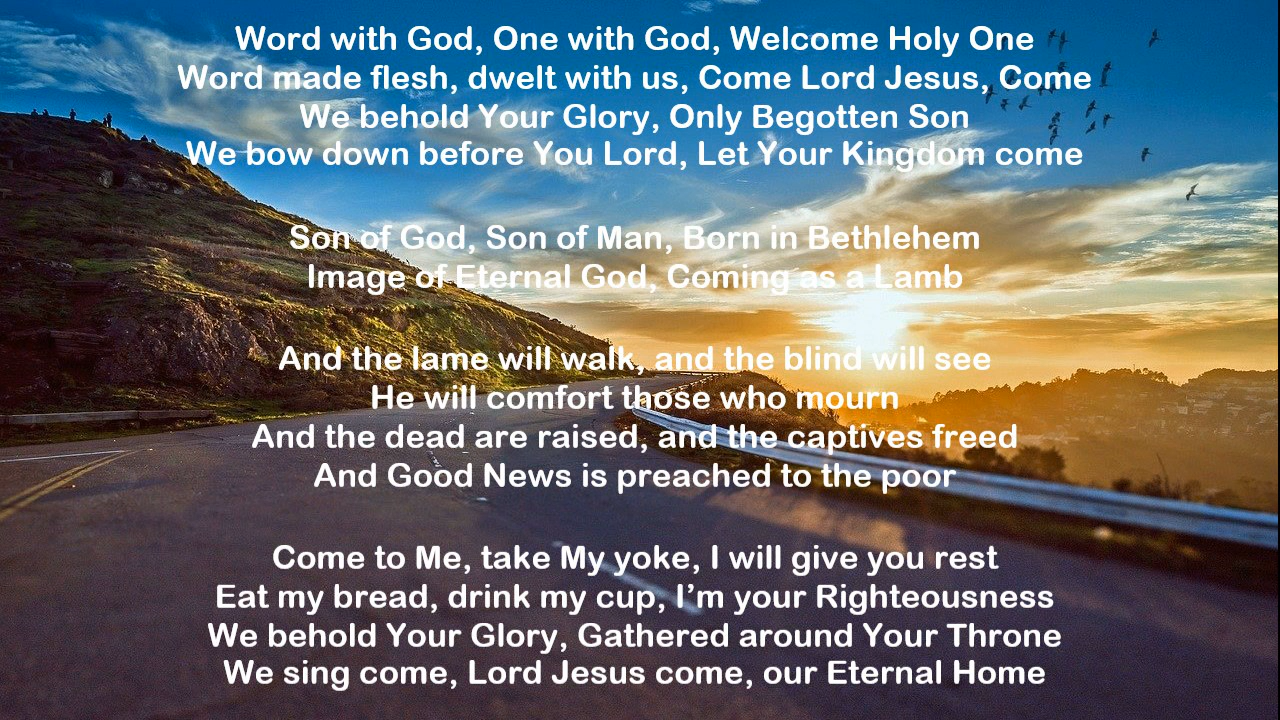 Word with God, One with God, Welcome Holy One
Word made flesh, dwelt with us, Come Lord Jesus, Come
We behold Your Glory, Only Begotten Son
We bow down before You Lord, Let Your Kingdom come
Son of God, Son of Man, Born in Bethlehem
Image of Eternal God, Coming as a Lamb
And the lame will walk, and the blind will see
He will comfort those who mourn
And the dead are raised, and the captives freed
And Good News is preached to the poor
Come to Me, take My yoke, I will give you rest
Eat my bread, drink my cup, I’m your Righteousness
We behold Your Glory, Gathered around Your Throne
We sing come, Lord Jesus come, our Eternal Home